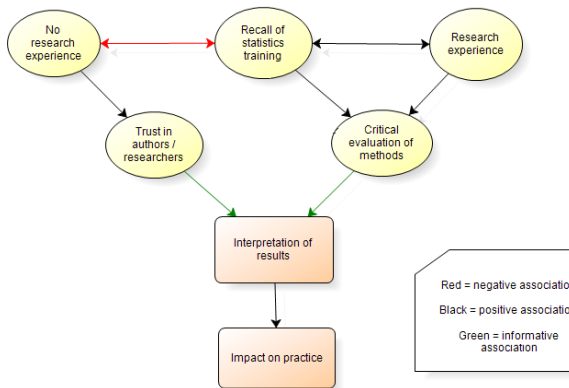 No
research
experience
Recall of
statistics
training
Research
experience
Trust in
authors /
researchers
Critical
evaluation of
methods
Interpretation of
results
Impact on practice
Red = negative associatio
Black = positive associatio
Green = informative
association